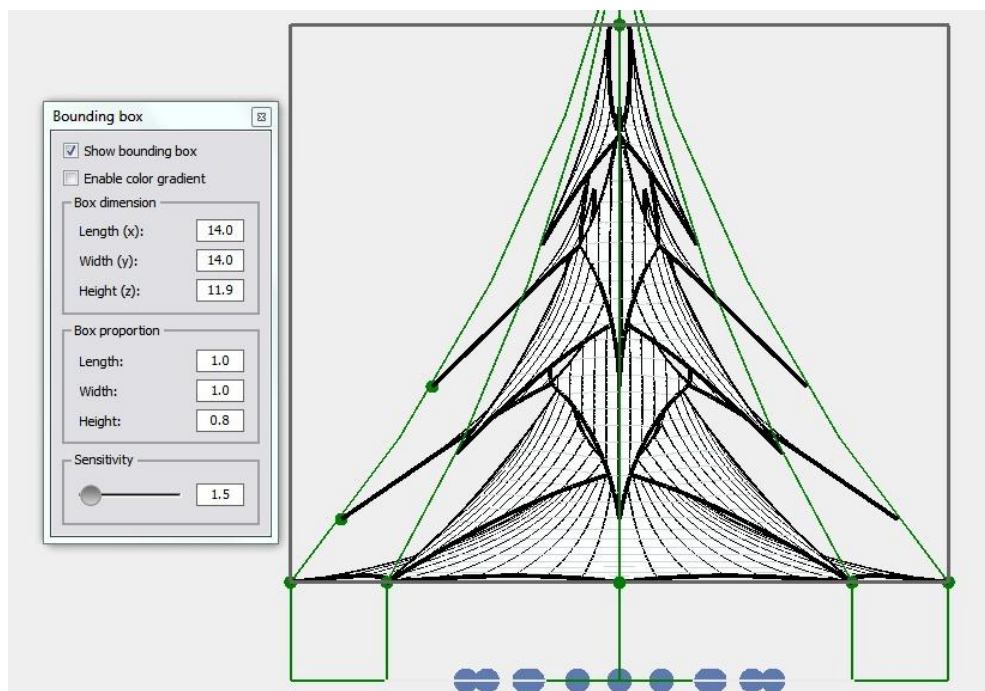 Bounding box
Show bounding box
Enable color gradient
Box dimension
Length (x): 14.0
Width (y): 14.0
Height (z): 11.9
Box proportion
Length: 1.0
Width: 1.0
Height: 0.8
Sensitivity
1.5